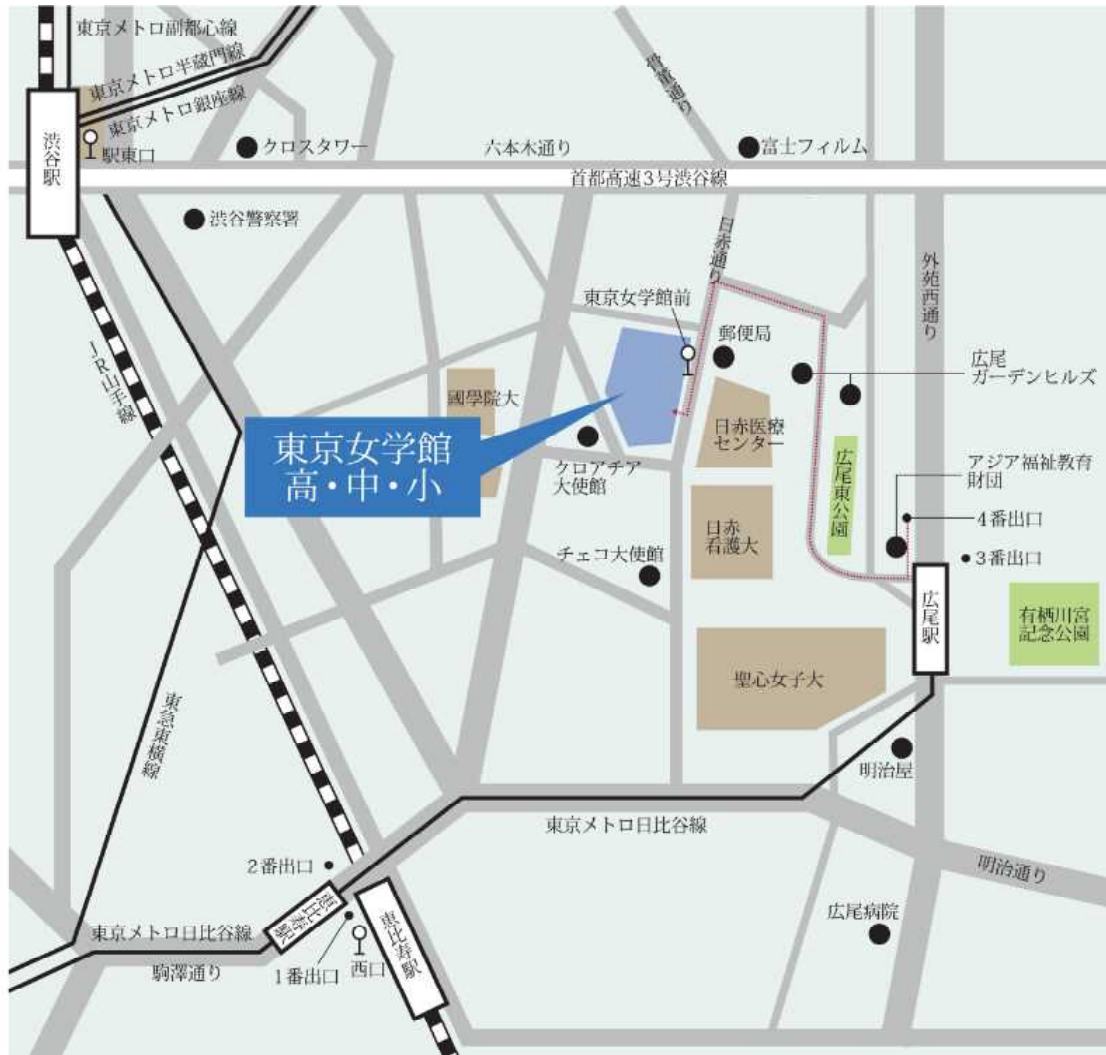 東京メトロ副都心線
東京メトロ半蔵門線
東京メトロ銀座線
渋谷駅
駅東口
クロスタワー
六本木通り
骨董通り
富士フィルム
首都高速3号渋谷線
渋谷警察署
日赤通り
外苑西通り
東京女学館前
郵便局
広尾
ガーデンヒルズ
JR山手線
國學院大
東京女学館
高・中・小
日赤医療
センター
クロアチア
大使館
広尾東公園
アジア福祉教育
財団
4番出口
3番出口
日赤
看護大
チェコ大使館
広尾駅
有栖川宮
記念公園
聖心女子大
東急東横線
明治屋
東京メトロ日比谷線
2番出口
明治通り
恵比寿駅
恵比寿駅
広尾病院
東京メトロ日比谷線
駒澤通り
1番出口
西口